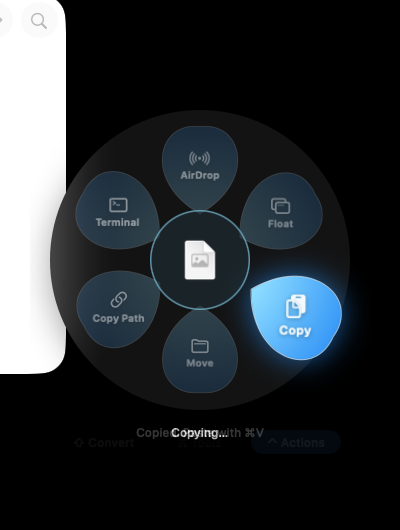 AirDrop
Terminal
Float
Copy Path
Copy
Move
Copying...
Convert
Actions